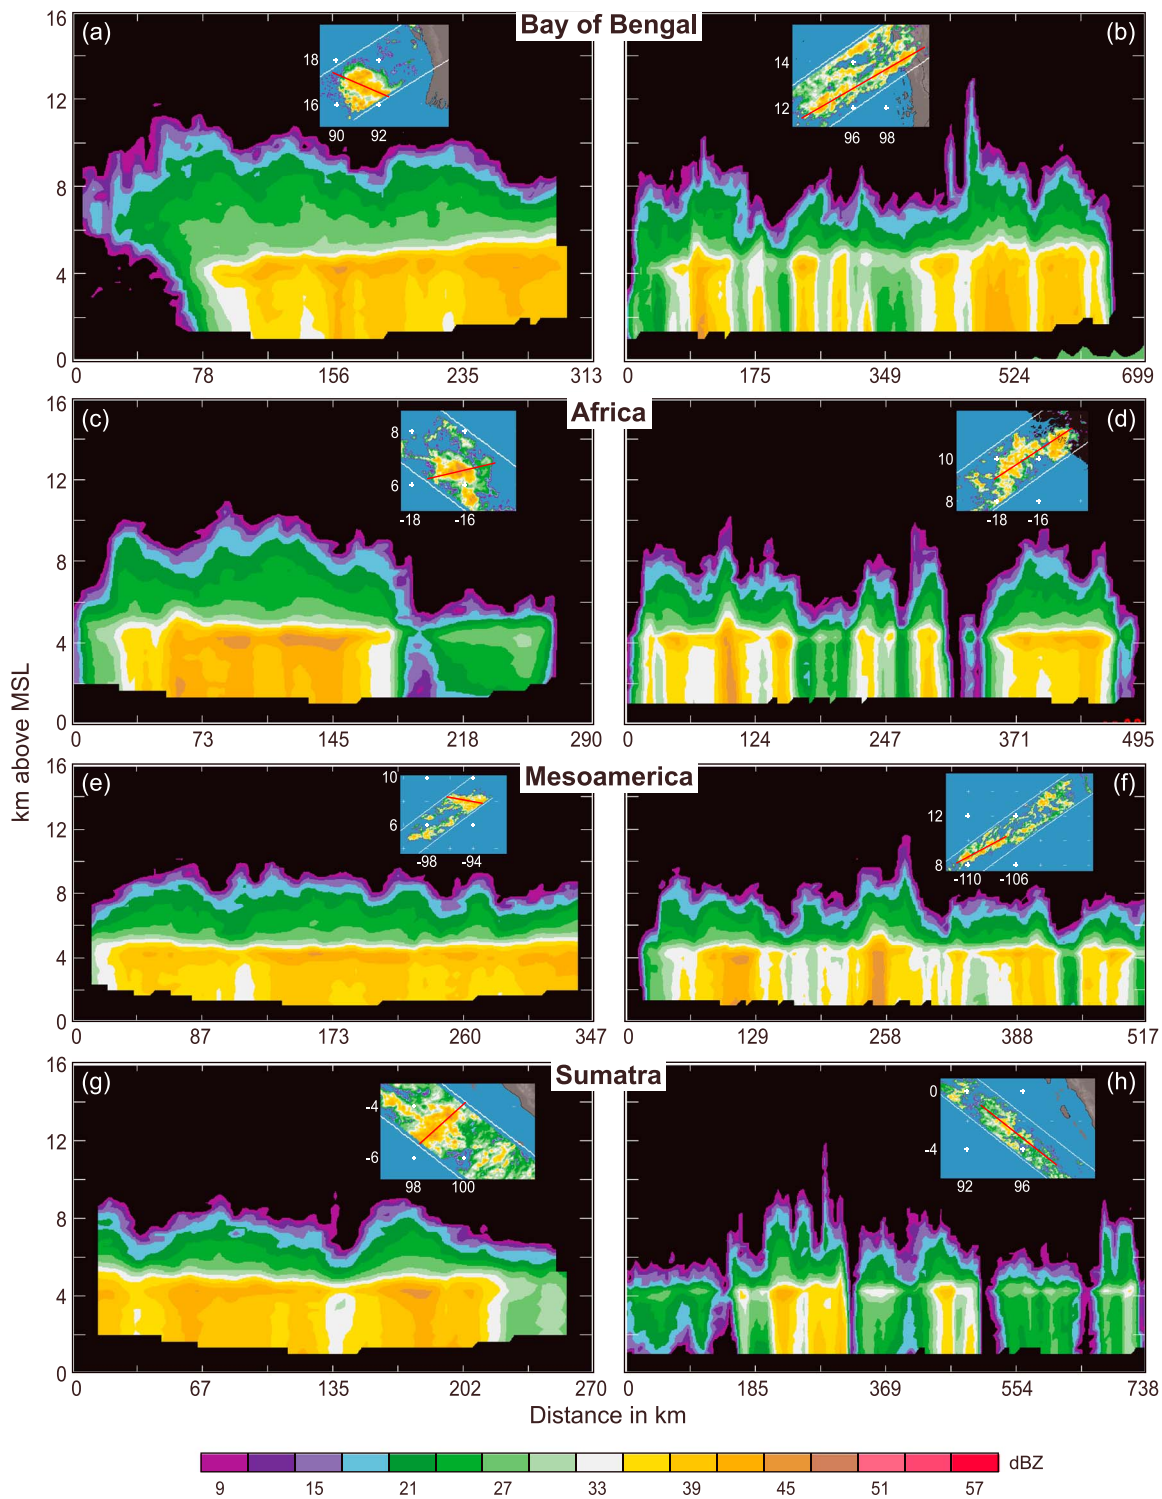 Bay of Bengal
(a)
(b)
16
12
8
4
0
18
16
90 92
14
12
96 98
0 78 156 235 313
0 175 349 524 699
Africa
(c)
(d)
16
12
8
4
0
8
6
-18 -16
10
8
-18 -16
0 73 145 218 290
0 124 247 371 495
km above MSL
Mesoamerica
(e)
(f)
16
12
8
4
0
10
6
-98 -94
12
8
-110 -106
0 87 173 260 347
0 129 258 388 517
Sumatra
(g)
(h)
16
12
8
4
0
-4
-6
98 100
0
-4
92 96
0 67 135 202 270
0 185 369 554 738
Distance in km
dBZ
9 15 21 27 33 39 45 51 57